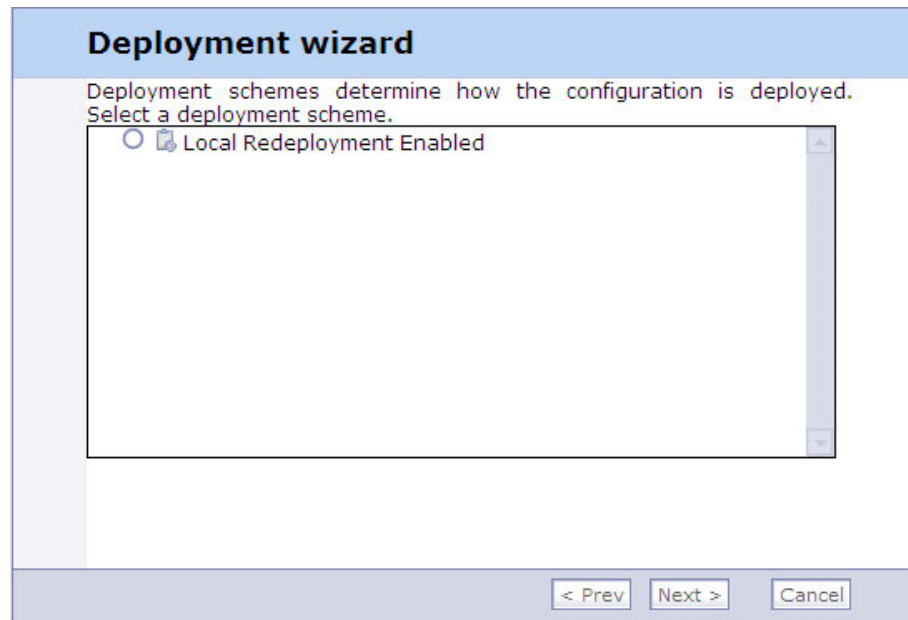 Deployment wizard
Deployment schemes determine how the configuration is deployed.
Select a deployment scheme.
Local Redeployment Enabled
< Prev
Next >
Cancel